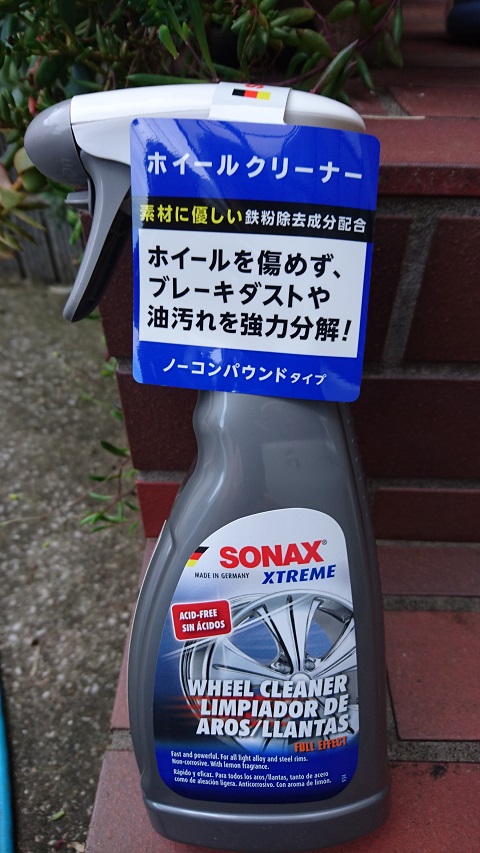 ホイールクリーナー
素材に優しい鉄粉除去成分配合
ホイールを傷めず、
ブレーキダストや
油汚れを強力分解!
ノーコンパウンドタイプ
SONAX®
MADE IN GERMANY XTREME
ACID-FREE
SIN ÁCIDOS
WHEEL CLEANER
LIMPIADOR DE
AROS/LLANTAS
FULL EFFECT
Fast and powerful. For all light alloy and steel rims.
Non-corrosive. With lemon fragrance.
Rápido y eficaz. Para todos los aros/llantas, tanto de acero
como de aleación ligera. Anticorrosivo. Con aroma de limón.